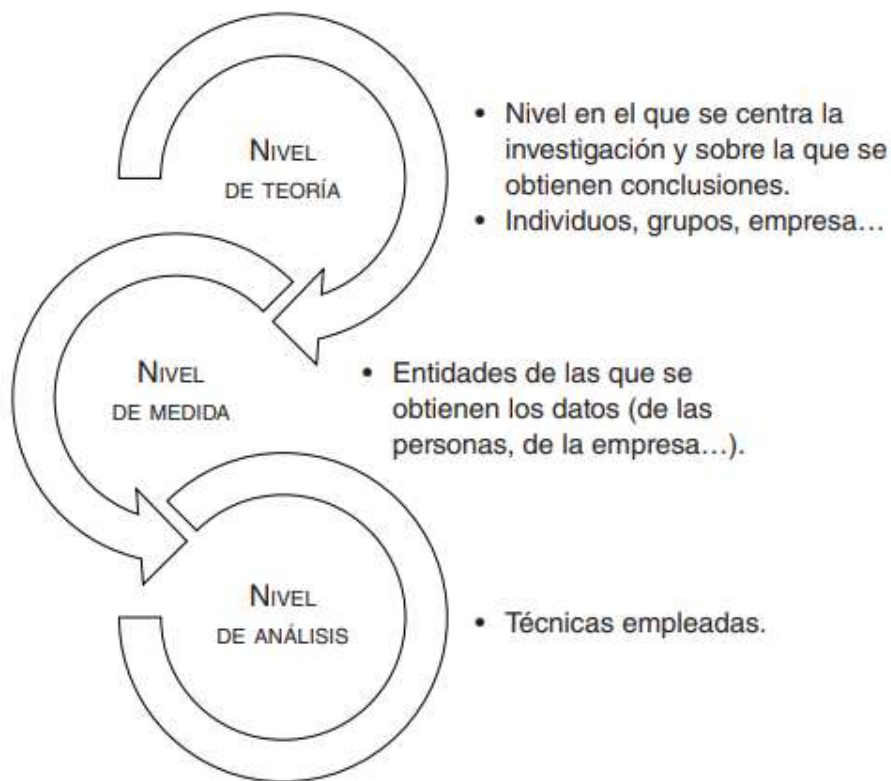 NIVEL
DE TEORÍA
• Nivel en el que se centra la
investigación y sobre la que se
obtienen conclusiones.
• Individuos, grupos, empresa…
NIVEL
DE MEDIDA
• Entidades de las que se
obtienen los datos (de las
personas, de la empresa…).
NIVEL
DE ANÁLISIS
• Técnicas empleadas.